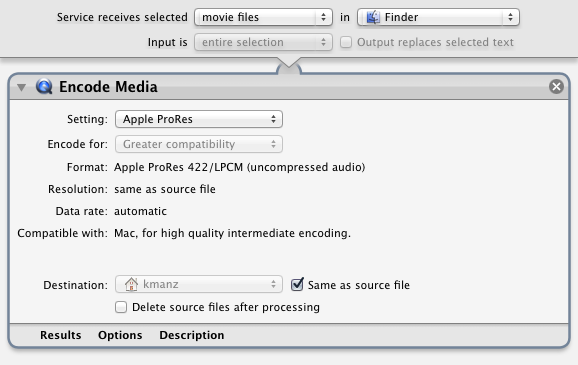 Service receives selected movie files in Finder
Input is entire selection Output replaces selected text
Encode Media
Setting: Apple ProRes
Encode for: Greater compatibility
Format: Apple ProRes 422/LPCM (uncompressed audio)
Resolution: same as source file
Data rate: automatic
Compatible with: Mac, for high quality intermediate encoding.
Destination: kmanz Same as source file
Delete source files after processing
Results Options Description